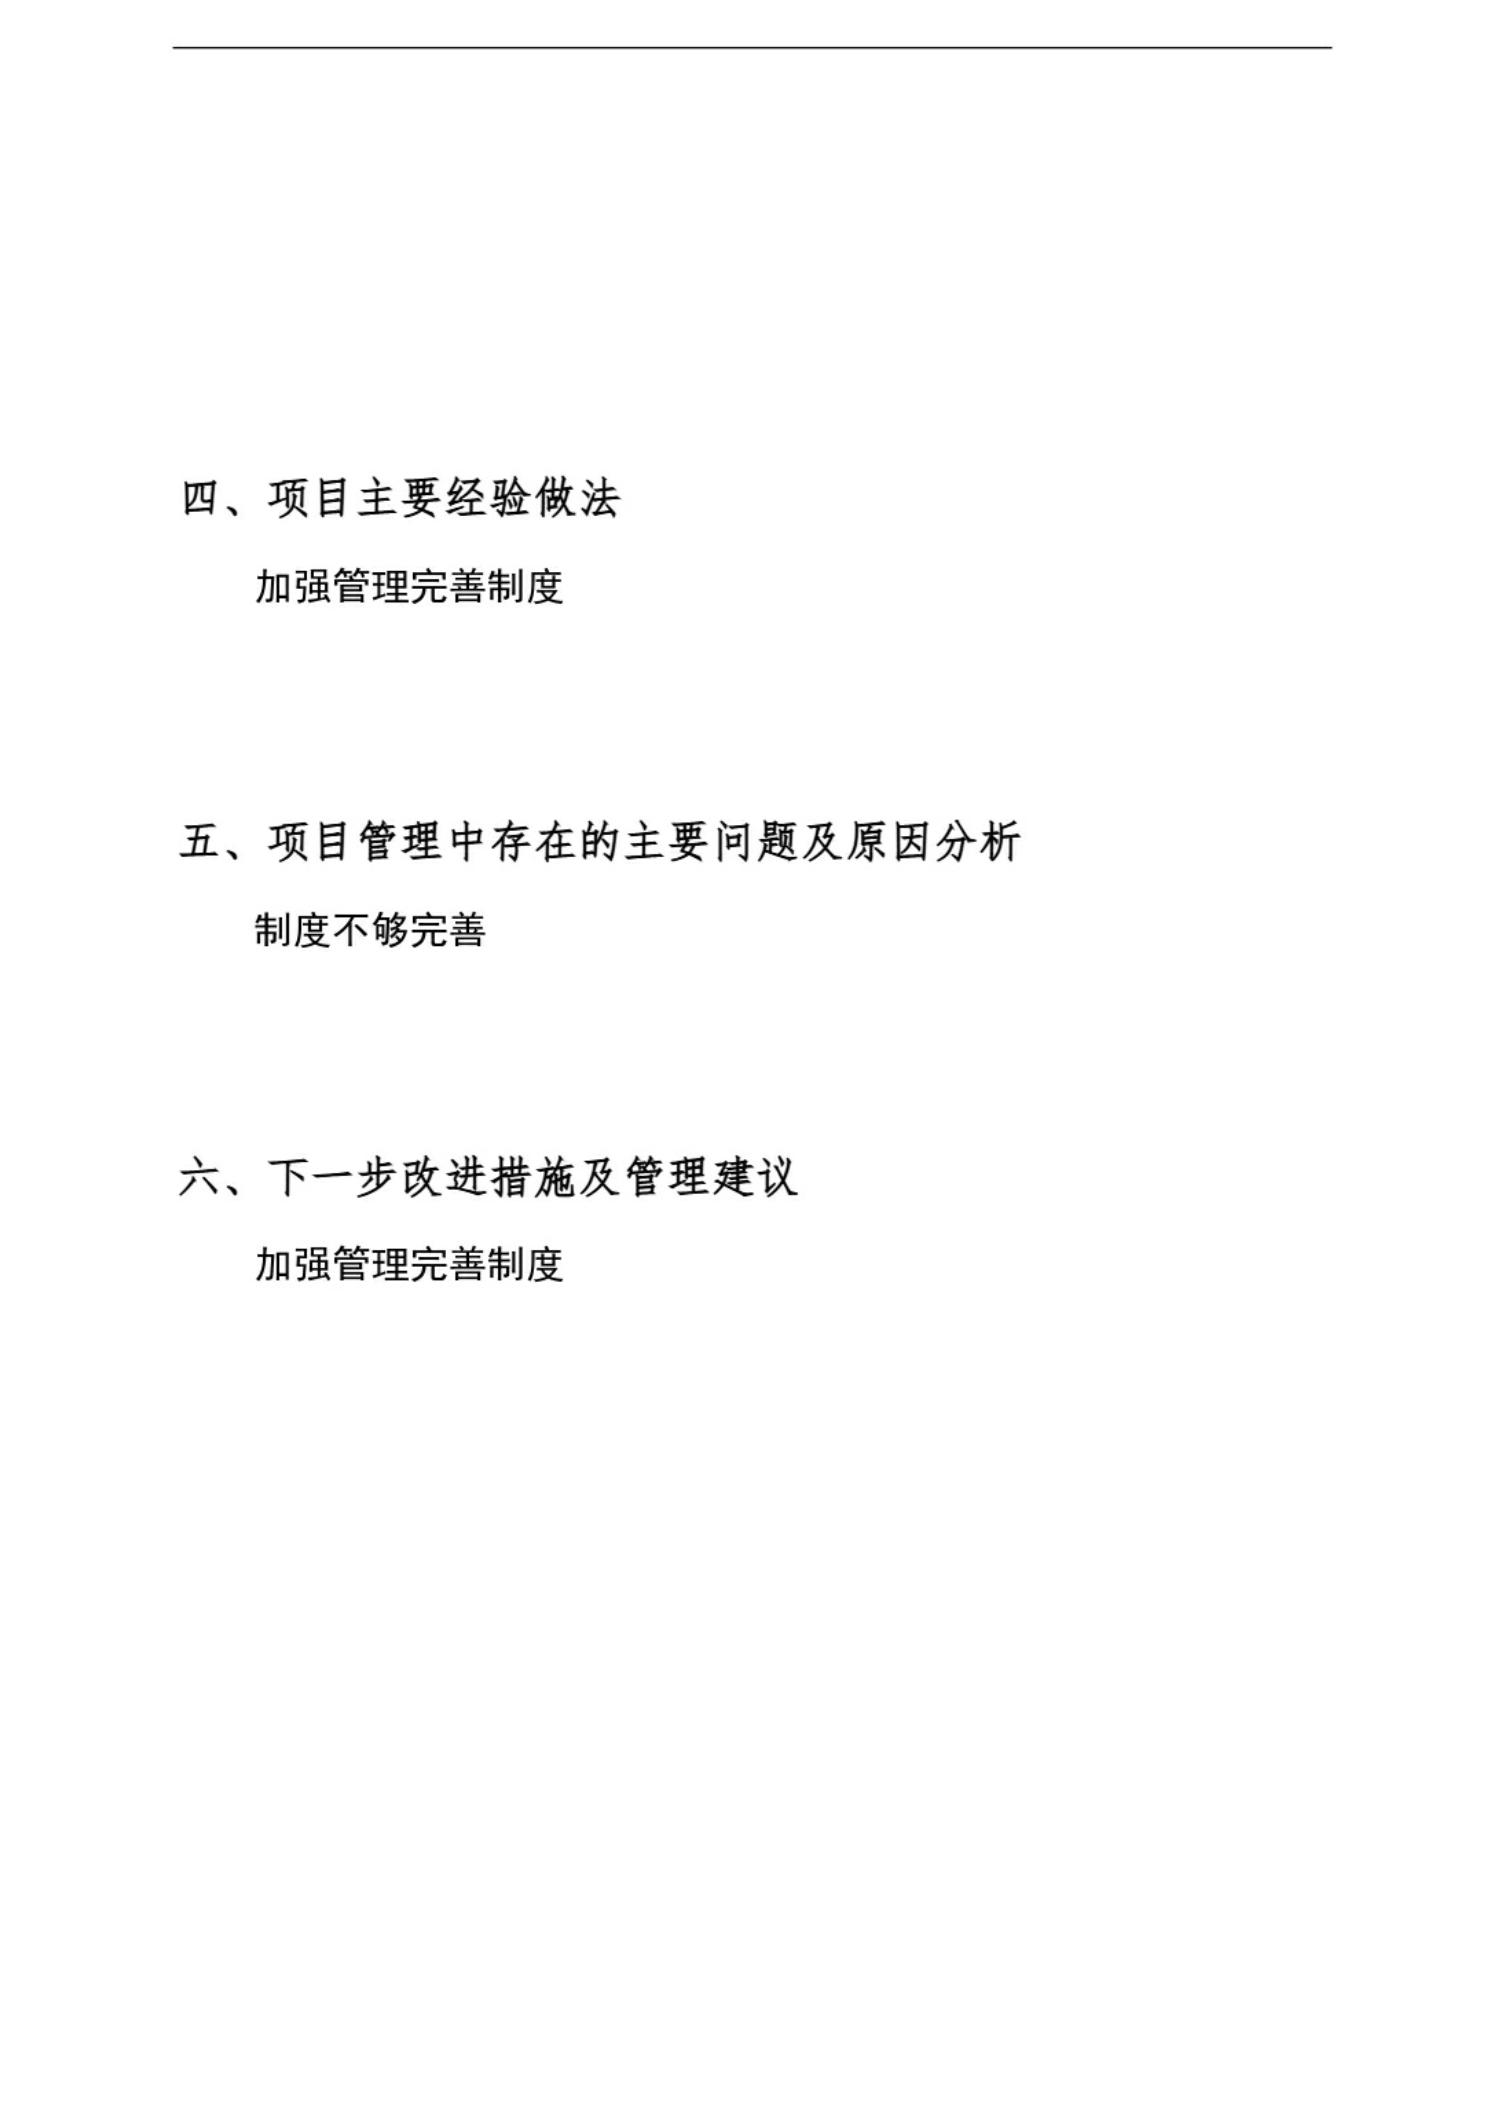 四、项目主要经验做法
加强管理完善制度
五、项目管理中存在的主要问题及原因分析
制度不够完善
六、下一步改进措施及管理建议
加强管理完善制度